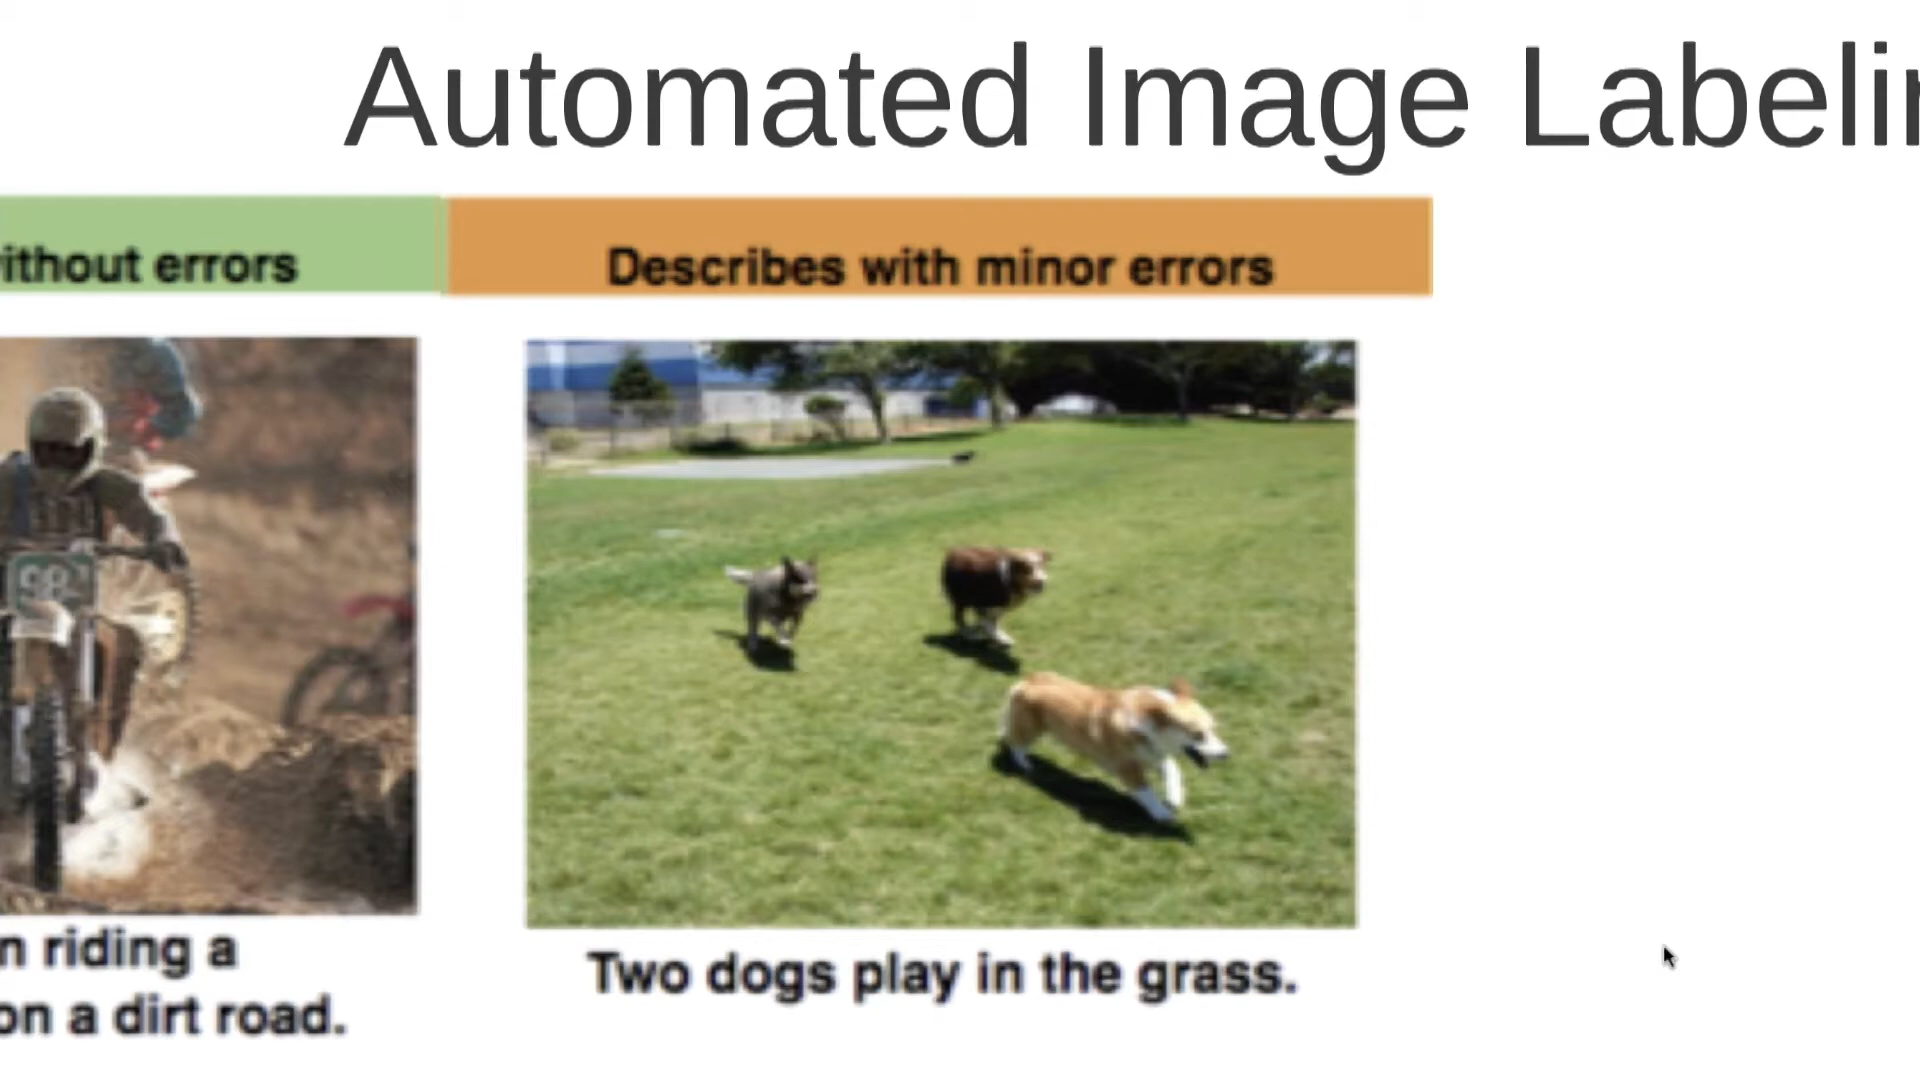 Automated Image Labelin
ithout errors
Describes with minor errors
n riding a
on a dirt road.
Two dogs play in the grass.